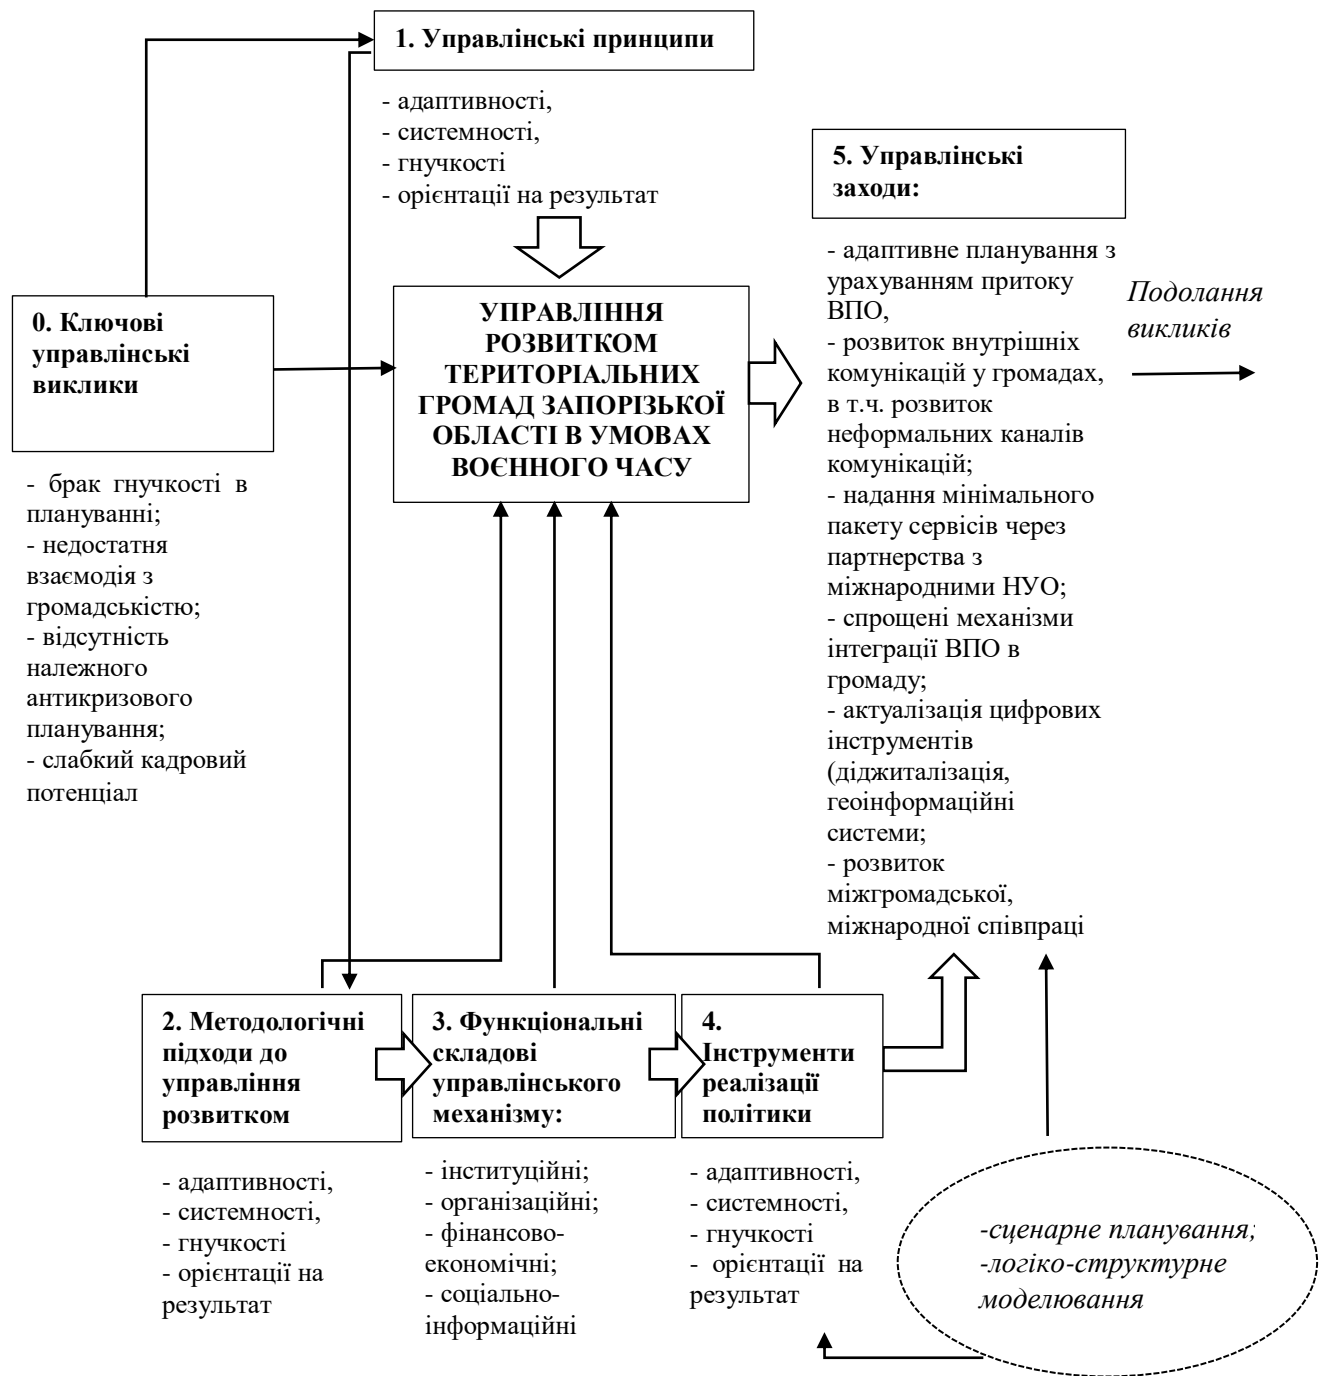 1. Управлінські принципи
- адаптивності,
- системності,
- гнучкості
- орієнтації на результат
0. Ключові
управлінські
виклики
- брак гнучкості в
плануванні;
- недостатня
взаємодія з
громадськістю;
- відсутність
належного
антикризового
планування;
- слабкий кадровий
потенціал
УПРАВЛІННЯ
РОЗВИТКОМ
ТЕРИТОРІАЛЬНИХ
ГРОМАД ЗАПОРІЗЬКОЇ
ОБЛАСТІ В УМОВАХ
ВОЄННОГО ЧАСУ
5. Управлінські
заходи:
- адаптивне планування з
урахуванням притоку
ВПО,
- розвиток внутрішніх
комунікацій у громадах,
в т.ч. розвиток
неформальних каналів
комунікацій;
- надання мінімального
пакету сервісів через
партнерства з
міжнародними НУО;
- спрощені механізми
інтеграції ВПО в
громаду;
- актуалізація цифрових
інструментів
(діджиталізація,
геоінформаційні
системи;
- розвиток
міжгромадської,
міжнародної співпраці
Подолання
викликів
2. Методологічні
підходи до
управління
розвитком
- адаптивності,
- системності,
- гнучкості
- орієнтації на
результат
3. Функціональні
складові
управлінського
механізму:
- інституційні;
- організаційні;
- фінансово-
економічні;
- соціально-
інформаційні
4.
Інструменти
реалізації
політики
- адаптивності,
- системності,
- гнучкості
- орієнтації на
результат
-сценарне планування;
-логіко-структурне
моделювання